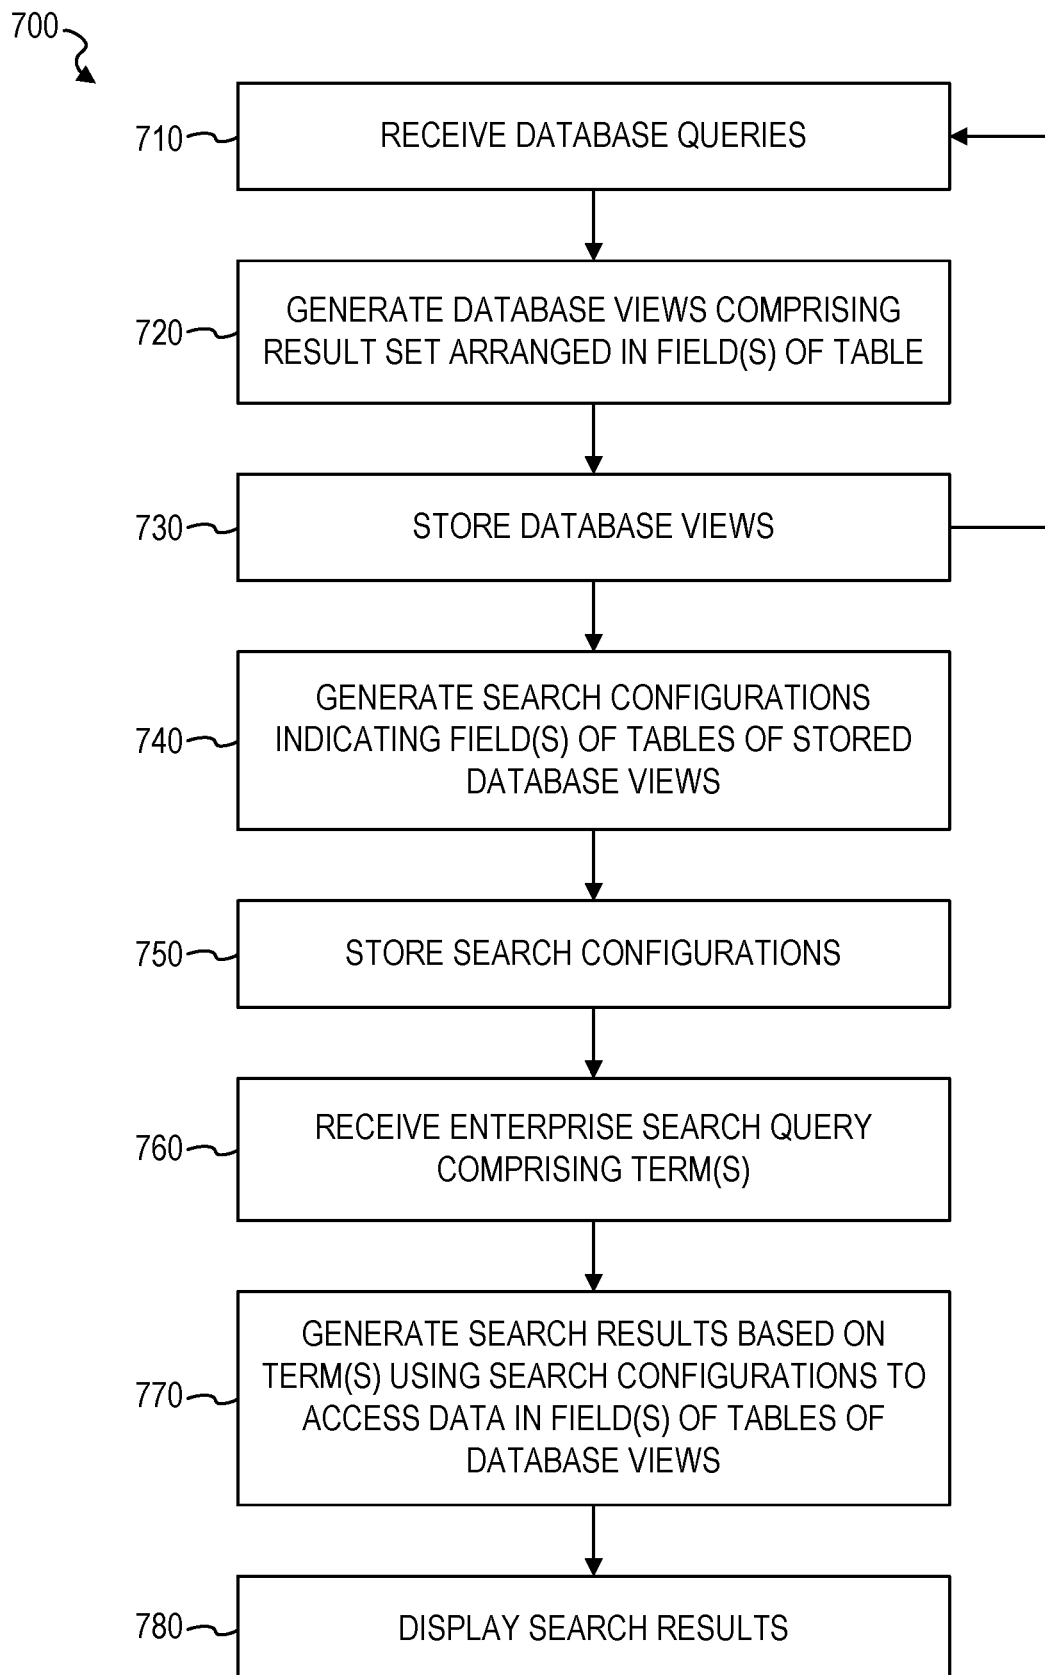 700
710
RECEIVE DATABASE QUERIES
720
GENERATE DATABASE VIEWS COMPRISING
RESULT SET ARRANGED IN FIELD(S) OF TABLE
730
STORE DATABASE VIEWS
740
GENERATE SEARCH CONFIGURATIONS
INDICATING FIELD(S) OF TABLES OF STORED
DATABASE VIEWS
750
STORE SEARCH CONFIGURATIONS
760
RECEIVE ENTERPRISE SEARCH QUERY
COMPRISING TERM(S)
770
GENERATE SEARCH RESULTS BASED ON
TERM(S) USING SEARCH CONFIGURATIONS TO
ACCESS DATA IN FIELD(S) OF TABLES OF
DATABASE VIEWS
780
DISPLAY SEARCH RESULTS